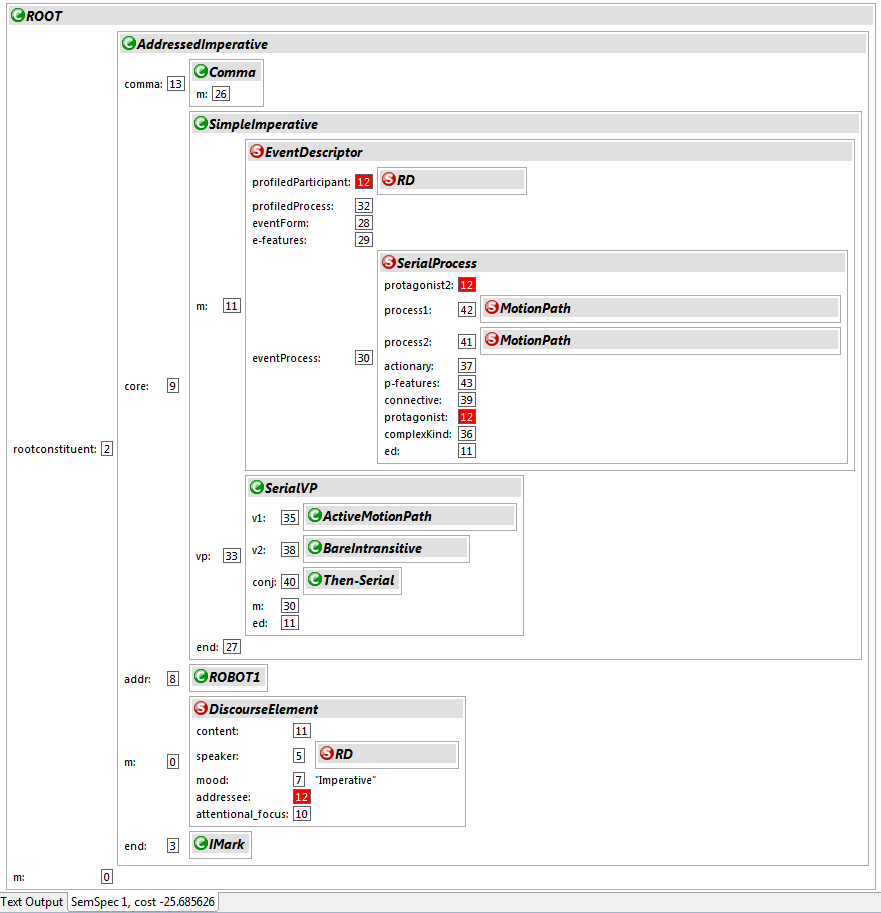 C ROOT
C AddressedImperative
comma: 13 C Comma
m: 26
C SimpleImperative
S EventDescriptor
profiledParticipant: 12 S RD
profiledProcess: 32
eventForm: 28
e-features: 29
S SerialProcess
protagonist2: 12
process1: 42 S MotionPath
process2: 41 S MotionPath
m: 11
eventProcess: 30
actionary: 37
p-features: 43
core: 9
connective: 39
protagonist: 12
complexKind: 36
rootconstituent: 2
ed: 11
C SerialVP
v1: 35 C ActiveMotionPath
v2: 38 C BareIntransitive
vp: 33
conj: 40 C Then-Serial
m: 30
ed: 11
end: 27
addr: 8 C ROBOT1
S DiscourseElement
content: 11
speaker: 5 S RD
m: 0
mood: 7 "Imperative"
addressee: 12
attentional_focus: 10
end: 3 C IMark
m: 0
Text Output SemSpec 1, cost -25.685626